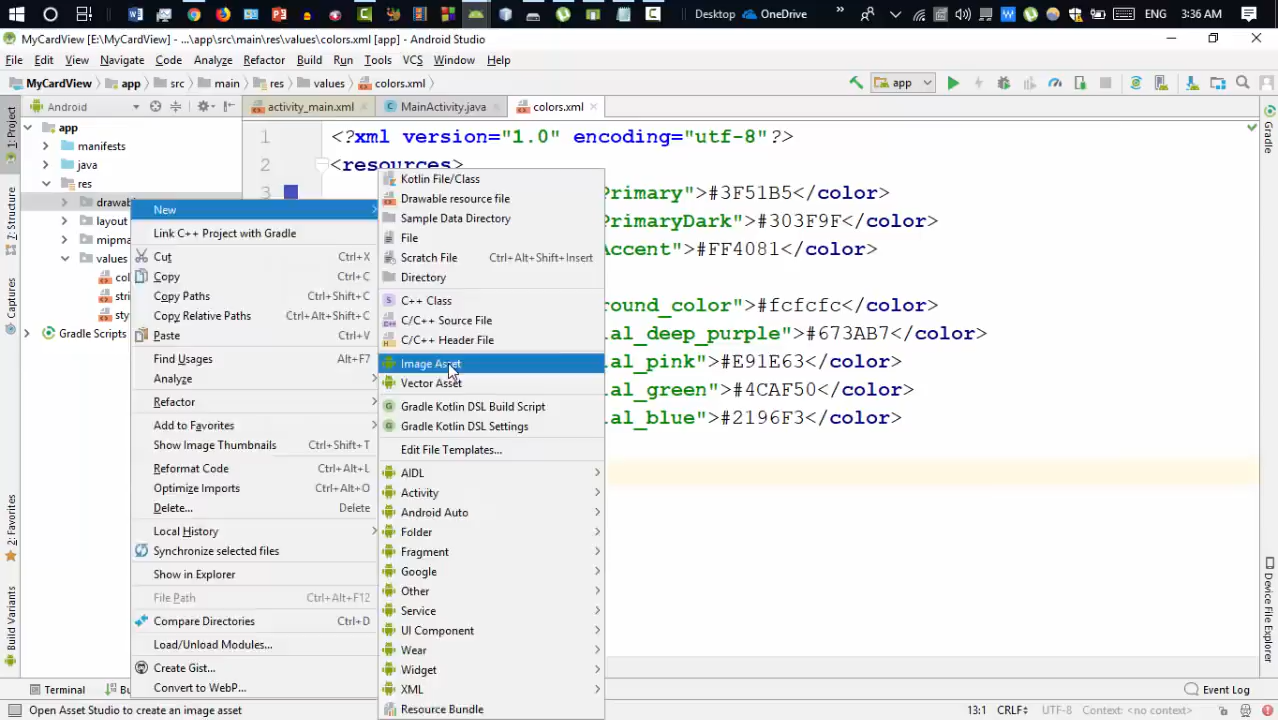 Desktop
OneDrive
ENG
3:36 AM
MyCardView [E:\MyCardView] - ...\app\src\main\res\values\colors.xml [app] - Android Studio
File Edit View Navigate Code Analyze Refactor Build Run Tools VCS Window Help
MyCardView app src main res values colors.xml
app
Android
activity_main.xml
MainActivity.java
colors.xml
1: Project
Z: Structure
Captures
2: Favorites
Build Variants
Gradle
Device File Explorer
app
manifests
java
res
drawab
layout
mipm
values
col
stri
sty
Gradle Scripts
1 <?xml version="1.0" encoding="utf-8"?>
2 <resources>
3 Primary">#3F51B5</color>
PrimaryDark">#303F9F</color>
Accent">#FF4081</color>
round_color">#fcfcfc</color>
al_deep_purple">#673AB7</color>
al_pink">#E91E63</color>
al_green">#4CAF50</color>
al_blue">#2196F3</color>
New
Link C++ Project with Gradle
Cut Ctrl+X
Copy Ctrl+C
Copy Paths Ctrl+Shift+C
Copy Relative Paths Ctrl+Alt+Shift+C
Paste Ctrl+V
Find Usages Alt+F7
Analyze
Refactor
Add to Favorites
Show Image Thumbnails Ctrl+Shift+T
Reformat Code Ctrl+Alt+L
Optimize Imports Ctrl+Alt+O
Delete... Delete
Local History
Synchronize selected files
Show in Explorer
File Path Ctrl+Alt+F12
Compare Directories Ctrl+D
Load/Unload Modules...
Create Gist...
Convert to WebP...
Kotlin File/Class
Drawable resource file
Sample Data Directory
File
Scratch File Ctrl+Alt+Shift+Insert
Directory
C++ Class
C/C++ Source File
C/C++ Header File
Image Asset
Vector Asset
Gradle Kotlin DSL Build Script
Gradle Kotlin DSL Settings
Edit File Templates...
AIDL
Activity
Android Auto
Folder
Fragment
Google
Other
Service
UI Component
Wear
Widget
XML
Resource Bundle
Terminal
Bu
Event Log
Open Asset Studio to create an image asset
13:1 CRLF UTF-8 Context: <no context>